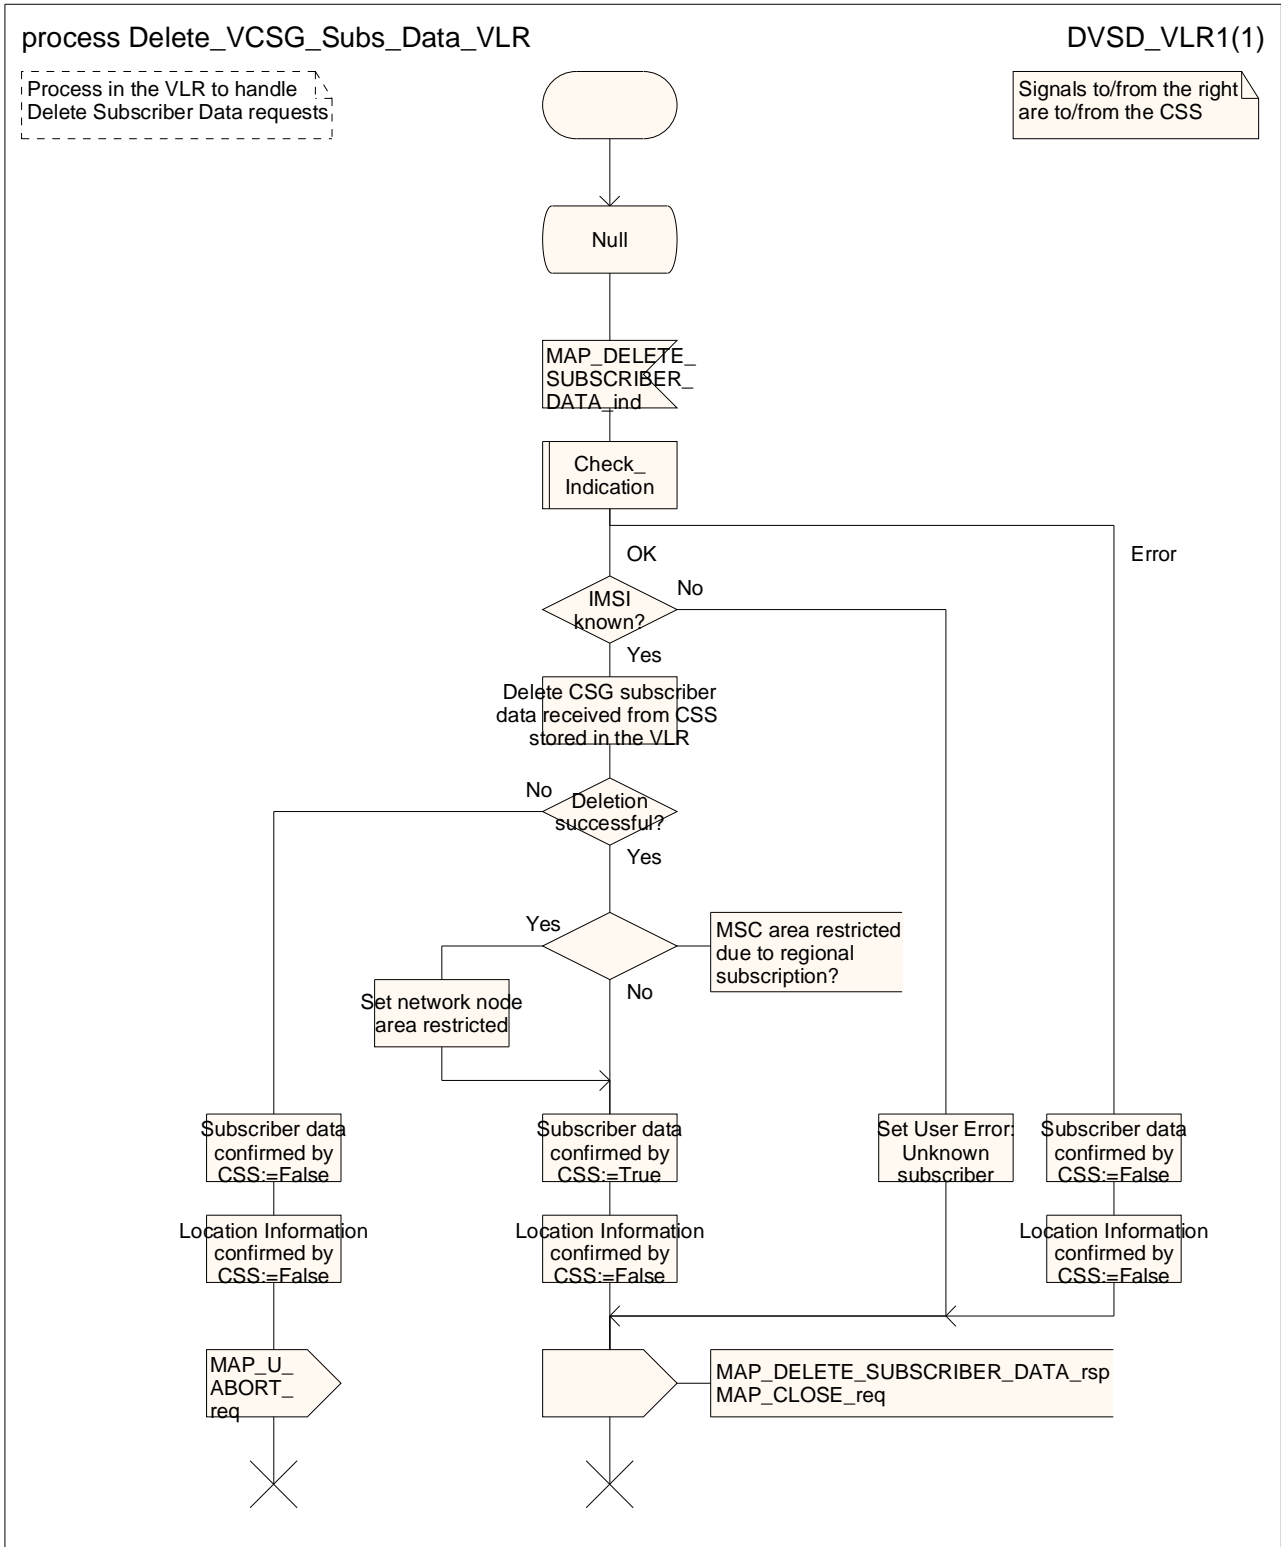 process Delete_VCSG_Subs_Data_VLR
DVSD_VLR1(1)
Process in the VLR to handle
Delete Subscriber Data requests
Signals to/from the right
are to/from the CSS
Null
MAP_DELETE_
SUBSCRIBER_
DATA_ind
Check_
Indication
OK
Error
IMSI
known?
No
Yes
Delete CSG subscriber
data received from CSS
stored in the VLR
No
Deletion
successful?
Yes
Yes
MSC area restricted
due to regional
subscription?
No
Set network node
area restricted
Subscriber data
confirmed by
CSS:=False
Subscriber data
confirmed by
CSS:=True
Set User Error:
Unknown
subscriber
Subscriber data
confirmed by
CSS:=False
Location Information
confirmed by
CSS:=False
Location Information
confirmed by
CSS:=False
Location Information
confirmed by
CSS:=False
MAP_U_
ABORT_
req
MAP_DELETE_SUBSCRIBER_DATA_rsp
MAP_CLOSE_req